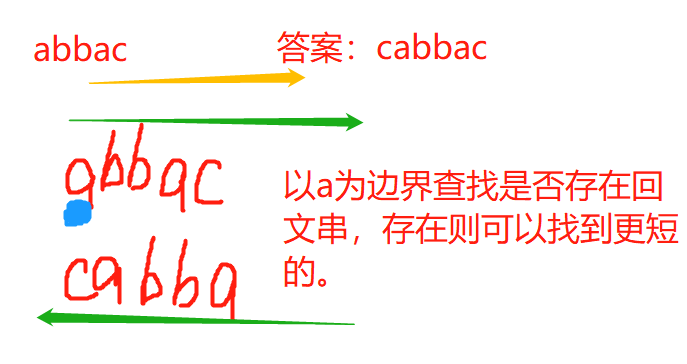 abbac
答案：cabbac
abbac
以a为边界查找是否存在回
文串，存在则可以找到更短
的。
cabba